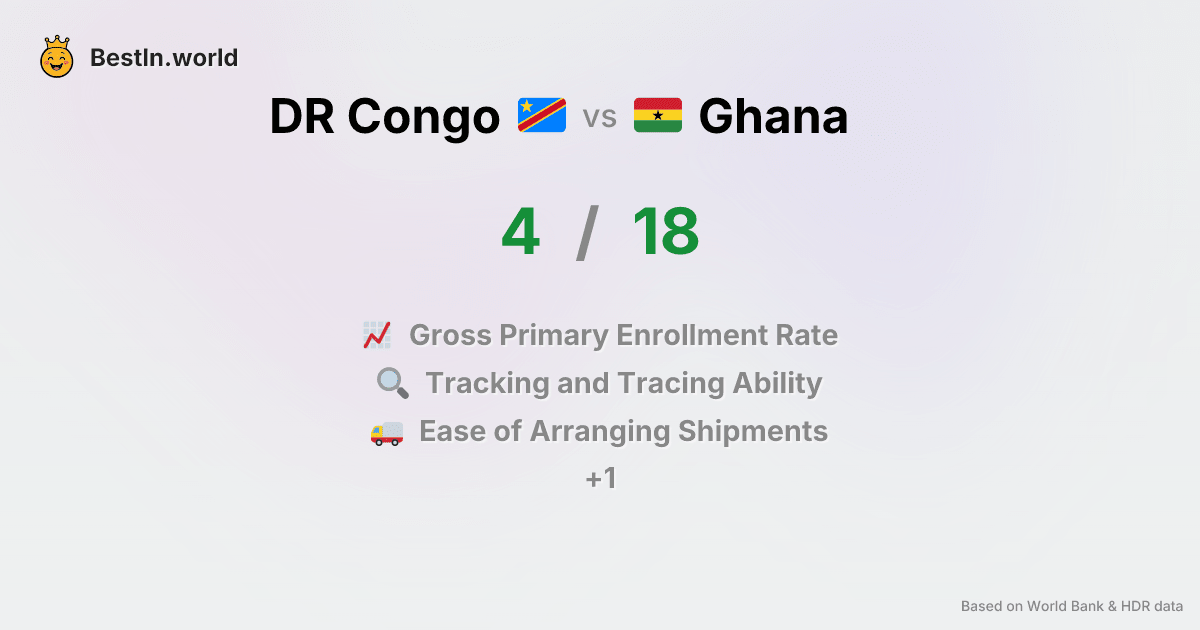 BestIn.world
DR Congo vs Ghana
4 / 18
Gross Primary Enrollment Rate
Tracking and Tracing Ability
Ease of Arranging Shipments
+1
Based on World Bank & HDR data